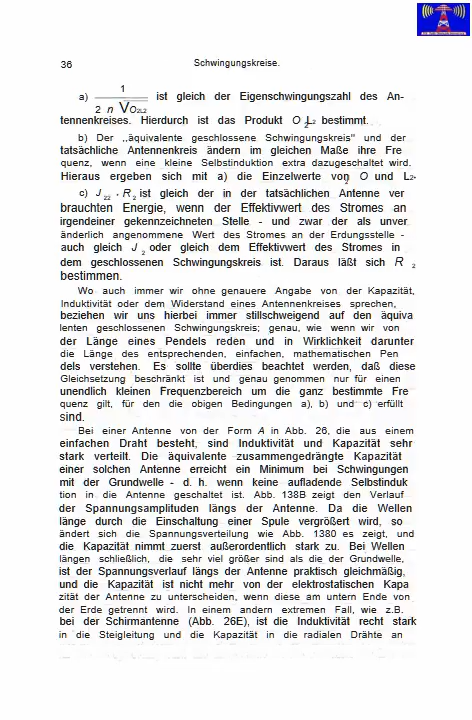 36
Schwingungskreise.
a) 1 / 2 n VO2L2 ist gleich der Eigenschwingungszahl des An-
tennenkreises. Hierdurch ist das Produkt O2L2 bestimmt.
b) Der ,,äquivalente geschlossene Schwingungskreis" und der
tatsächliche Antennenkreis ändern im gleichen Maße ihre Fre
quenz, wenn eine kleine Selbstinduktion extra dazugeschaltet wird.
Hieraus ergeben sich mit a) die Einzelwerte von O2 und L2.
c) J22 . R2 ist gleich der in der tatsächlichen Antenne ver
brauchten Energie, wenn der Effektivwert des Stromes an
irgendeiner gekennzeichneten Stelle - und zwar der als unver
änderlich angenommene Wert des Stromes an der Erdungsstelle -
auch gleich J2 oder gleich dem Effektivwert des Stromes in
dem geschlossenen Schwingungskreis ist. Daraus läßt sich R2
bestimmen.
Wo auch immer wir ohne genauere Angabe von der Kapazität,
Induktivität oder dem Widerstand eines Antennenkreises sprechen,
beziehen wir uns hierbei immer stillschweigend auf den äquiva
lenten geschlossenen Schwingungskreis; genau, wie wenn wir von
der Länge eines Pendels reden und in Wirklichkeit darunter
die Länge des entsprechenden, einfachen, mathematischen Pen
dels verstehen. Es sollte überdies beachtet werden, daß diese
Gleichsetzung beschränkt ist und genau genommen nur für einen
unendlich kleinen Frequenzbereich um die ganz bestimmte Fre
quenz gilt, für den die obigen Bedingungen a), b) und c) erfüllt
sind.
Bei einer Antenne von der Form A in Abb. 26, die aus einem
einfachen Draht besteht, sind Induktivität und Kapazität sehr
stark verteilt. Die äquivalente zusammengedrängte Kapazität
einer solchen Antenne erreicht ein Minimum bei Schwingungen
mit der Grundwelle - d. h. wenn keine aufladende Selbstinduk
tion in die Antenne geschaltet ist. Abb. 138B zeigt den Verlauf
der Spannungsamplituden längs der Antenne. Da die Wellen
länge durch die Einschaltung einer Spule vergrößert wird, so
ändert sich die Spannungsverteilung wie Abb. 1380 es zeigt, und
die Kapazität nimmt zuerst außerordentlich stark zu. Bei Wellen
längen schließlich, die sehr viel größer sind als die der Grundwelle,
ist der Spannungsverlauf längs der Antenne praktisch gleichmäßig,
und die Kapazität ist nicht mehr von der elektrostatischen Kapa
zität der Antenne zu unterscheiden, wenn diese am untern Ende von
der Erde getrennt wird. In einem andern extremen Fall, wie z.B.
bei der Schirmantenne (Abb. 26E), ist die Induktivität recht stark
in die Steigleitung und die Kapazität in die radialen Drähte an